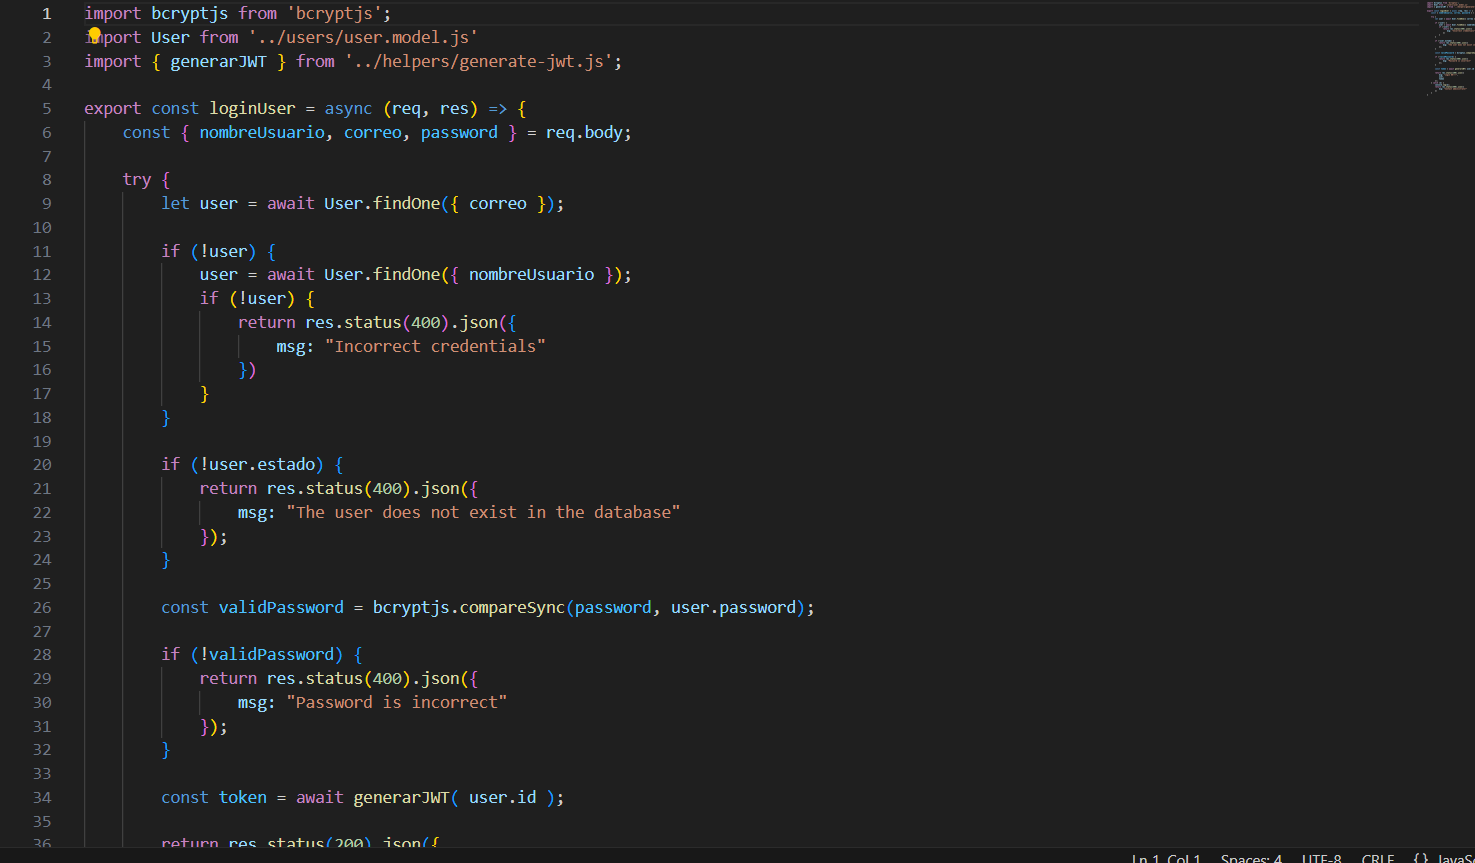 1 import bcryptjs from 'bcryptjs';
2 import User from '../users/user.model.js'
3 import { generarJWT } from '../helpers/generate-jwt.js';
4
5 export const loginUser = async (req, res) => {
6 const { nombreUsuario, correo, password } = req.body;
7
8 try {
9 let user = await User.findOne({ correo });
10
11 if (!user) {
12 user = await User.findOne({ nombreUsuario });
13 if (!user) {
14 return res.status(400).json({
15 msg: "Incorrect credentials"
16 })
17 }
18 }
19
20 if (!user.estado) {
21 return res.status(400).json({
22 msg: "The user does not exist in the database"
23 });
24 }
25
26 const validPassword = bcryptjs.compareSync(password, user.password);
27
28 if (!validPassword) {
29 return res.status(400).json({
30 msg: "Password is incorrect"
31 });
32 }
33
34 const token = await generarJWT( user.id );
35
36 return res.status(200).json({
Ln 1, Col 1 Spaces: 4 UTF-8 CRLF {} JavaSc